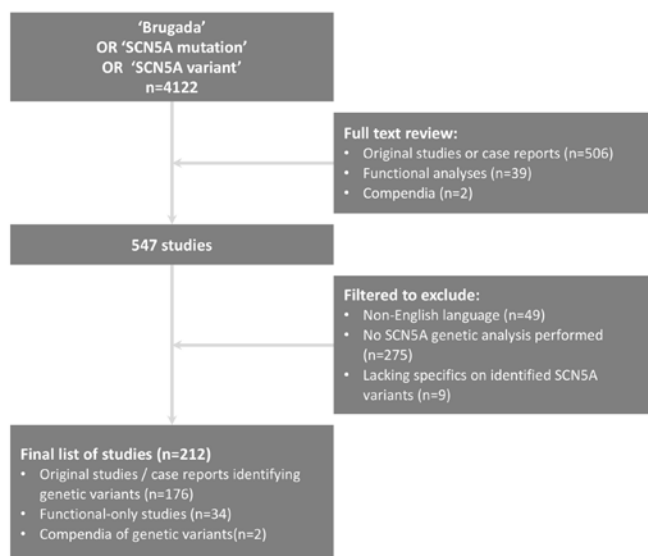 'Brugada'
OR 'SCN5A mutation'
OR 'SCN5A variant'
n=4122
Full text review:
• Original studies or case reports (n=506)
• Functional analyses (n=39)
• Compendia (n=2)
547 studies
Filtered to exclude:
• Non-English language (n=49)
• No SCN5A genetic analysis performed
(n=275)
• Lacking specifics on identified SCN5A
variants (n=9)
Final list of studies (n=212)
• Original studies / case reports identifying
genetic variants (n=176)
• Functional-only studies (n=34)
• Compendia of genetic variants(n=2)